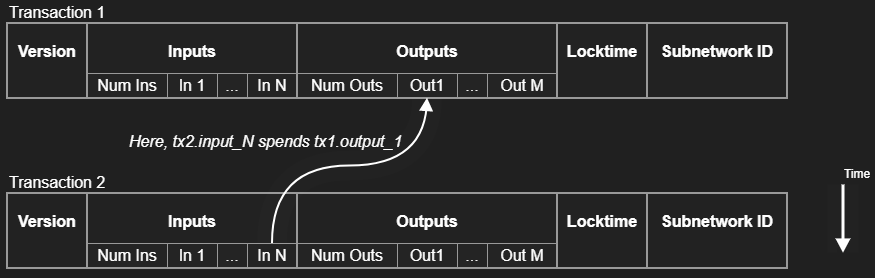 Transaction 1
Version Inputs Outputs Locktime Subnetwork ID
Num Ins In 1 ... In N Num Outs Out1 ... Out M
Here, tx2.input_N spends tx1.output_1
Transaction 2
Time
Version Inputs Outputs Locktime Subnetwork ID
Num Ins In 1 ... In N Num Outs Out1 ... Out M